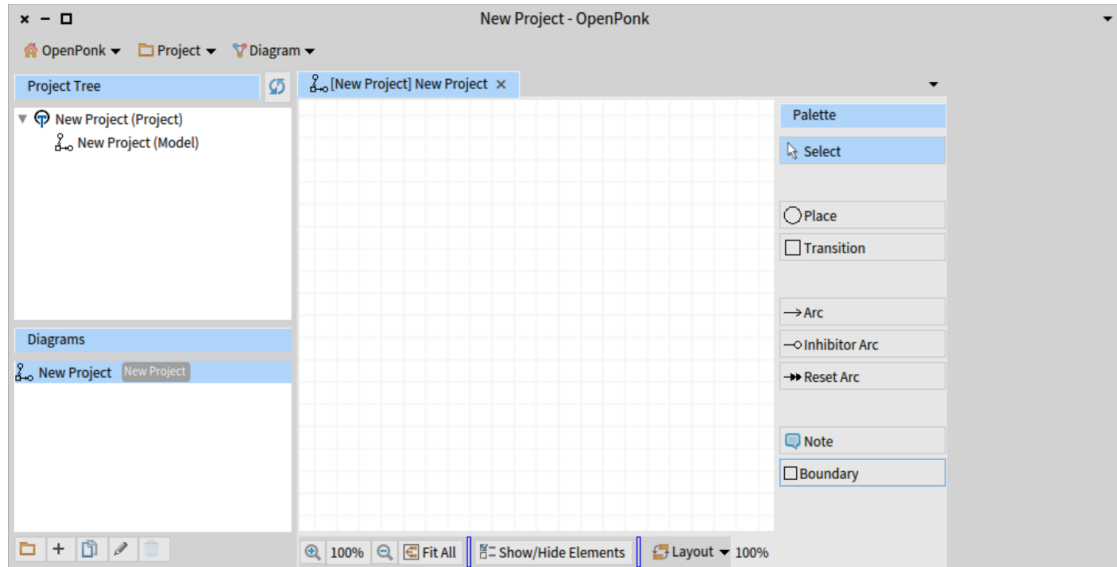 New Project - OpenPonk
OpenPonk Project Diagram
Project Tree
New Project (Project)
New Project (Model)
Diagrams
New Project New Project
[New Project] New Project
100% Fit All Show/Hide Elements Layout 100%
Palette
Select
Place
Transition
Arc
Inhibitor Arc
Reset Arc
Note
Boundary